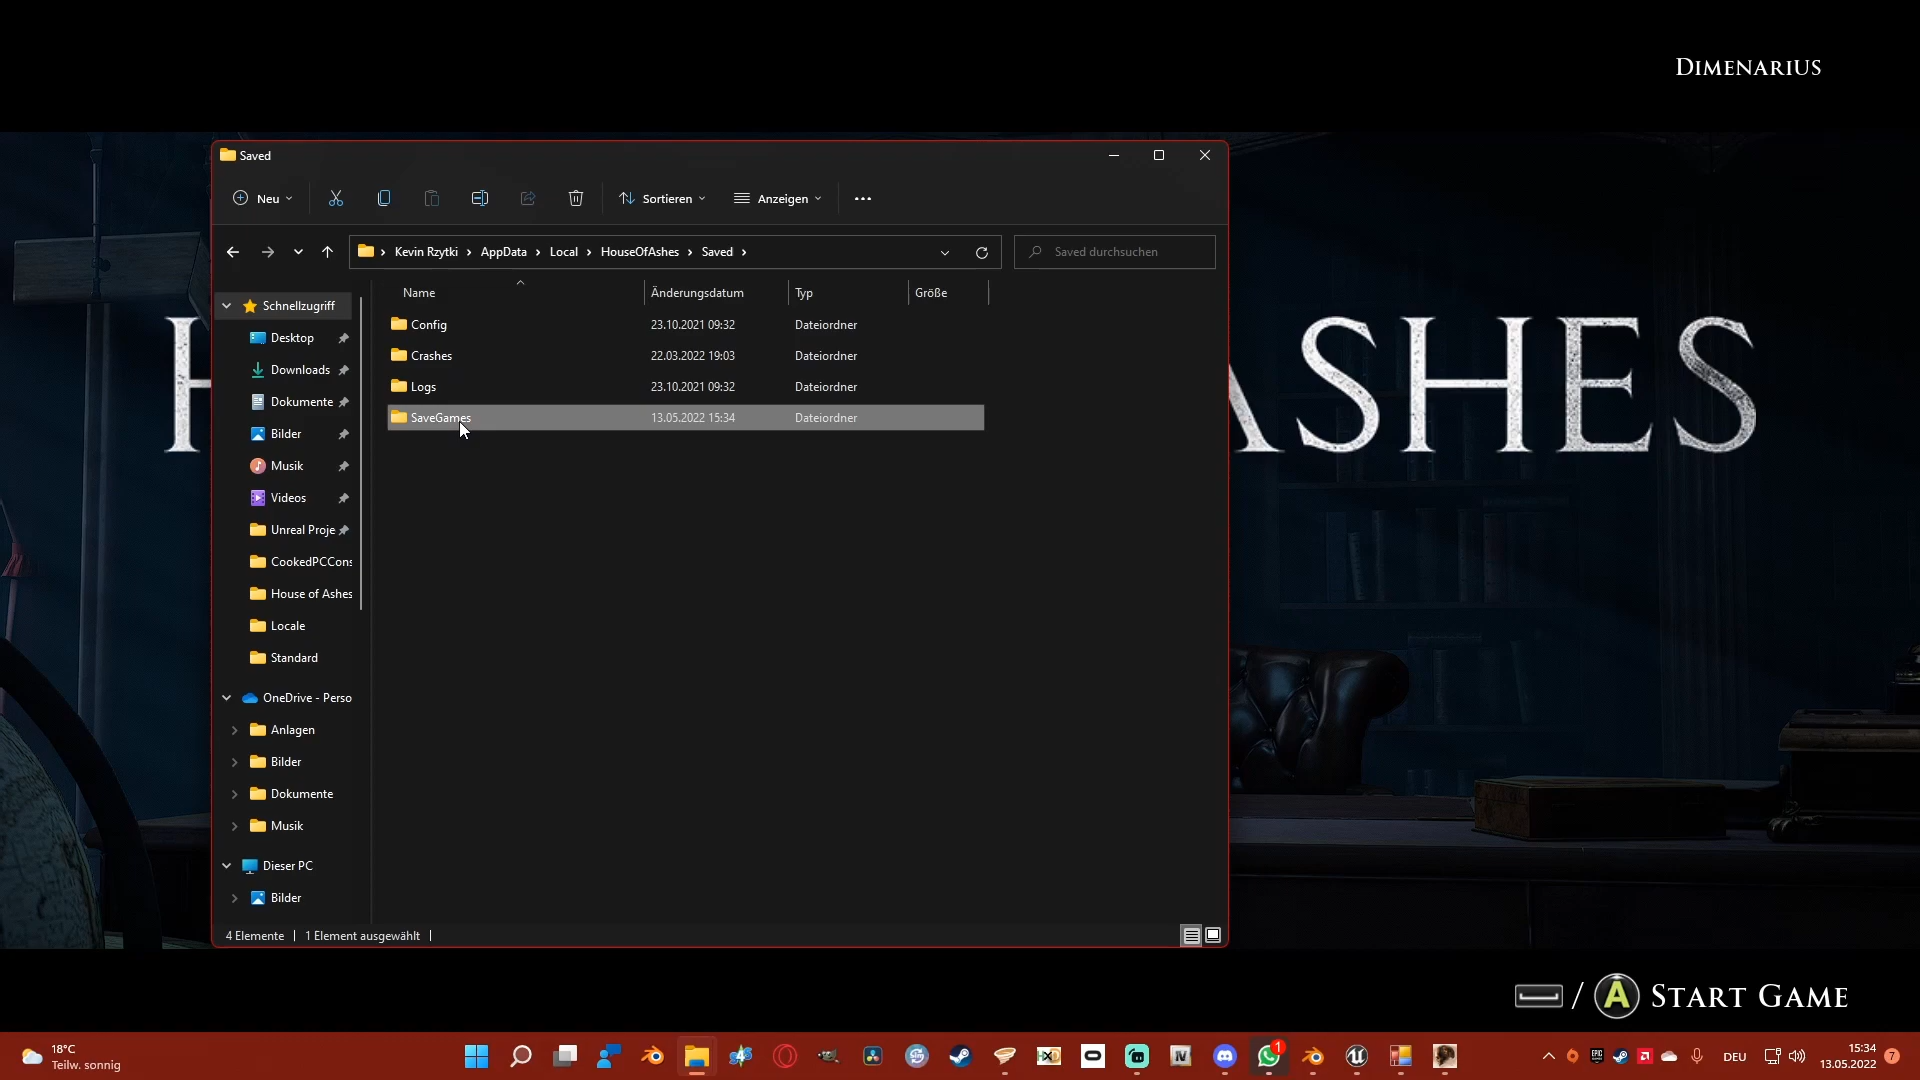 DIMENARIUS
Saved
Neu
Sortieren
Anzeigen
Kevin Rzytki > AppData > Local > HouseOfAshes > Saved >
Saved durchsuchen
Name Änderungsdatum Typ Größe
Config 23.10.2021 09:32 Dateiordner
Crashes 22.03.2022 19:03 Dateiordner
Logs 23.10.2021 09:32 Dateiordner
SaveGames 13.05.2022 15:34 Dateiordner
Schnellzugriff
Desktop
Downloads
Dokumente
Bilder
Musik
Videos
Unreal Proje
CookedPCCons
House of Ashes
Locale
Standard
OneDrive - Perso
Anlagen
Bilder
Dokumente
Musik
Dieser PC
Bilder
4 Elemente | 1 Element ausgewählt |
H
ASHES
/ A START GAME
18°C
Teilw. sonnig
1
DEU
15:34
13.05.2022
7